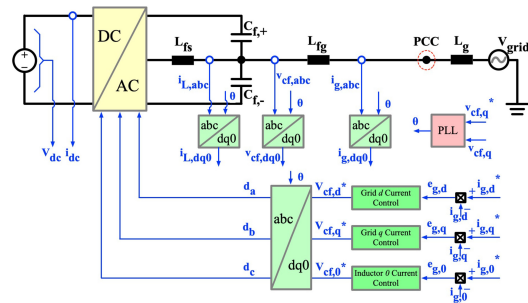 DC
AC
L_fs
C_f,+
C_f,-
L_fg
PCC
L_g
V_grid
i_L,abc
v_cf,abc
i_g,abc
θ
θ
θ
abc
dq0
abc
dq0
abc
dq0
i_L,dq0
v_cf,dq0
i_g,dq0
V_dc
i_dc
θ
PLL
v_cf,q*
v_cf,q
θ
abc
dq0
d_a
d_b
d_c
V_cf,d*
V_cf,q*
V_cf,0*
Grid d Current
Control
Grid q Current
Control
Inductor 0 Current
Control
e_g,d
e_g,q
e_g,0
+ i_g,d*
i_g,d −
+ i_g,q*
i_g,q −
+ i_g,0*
i_g,0 −